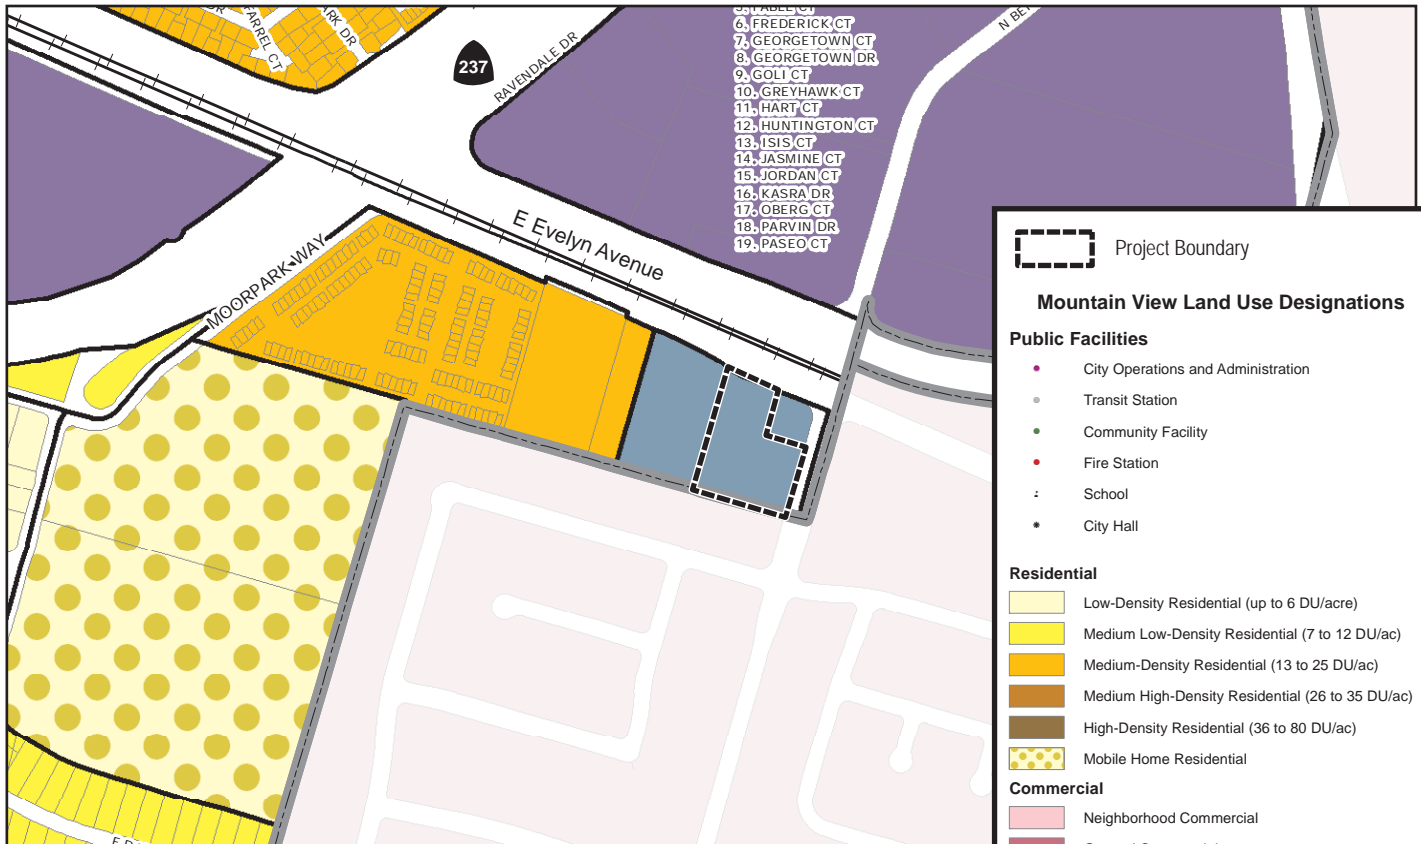 FARREL CT
PARK DR
237
RAVENDALE DR
5. FABLE CT
6. FREDERICK CT
7. GEORGETOWN CT
8. GEORGETOWN DR
9. GOLI CT
10. GREYHAWK CT
11. HART CT
12. HUNTINGTON CT
13. ISIS CT
14. JASMINE CT
15. JORDAN CT
16. KASRA DR
17. OBERG CT
18. PARVIN DR
19. PASEO CT
E Evelyn Avenue
MOORPARK WAY
Project Boundary
Mountain View Land Use Designations
Public Facilities
City Operations and Administration
Transit Station
Community Facility
Fire Station
School
City Hall
Residential
Low-Density Residential (up to 6 DU/acre)
Medium Low-Density Residential (7 to 12 DU/ac)
Medium-Density Residential (13 to 25 DU/ac)
Medium High-Density Residential (26 to 35 DU/ac)
High-Density Residential (36 to 80 DU/ac)
Mobile Home Residential
Commercial
Neighborhood Commercial